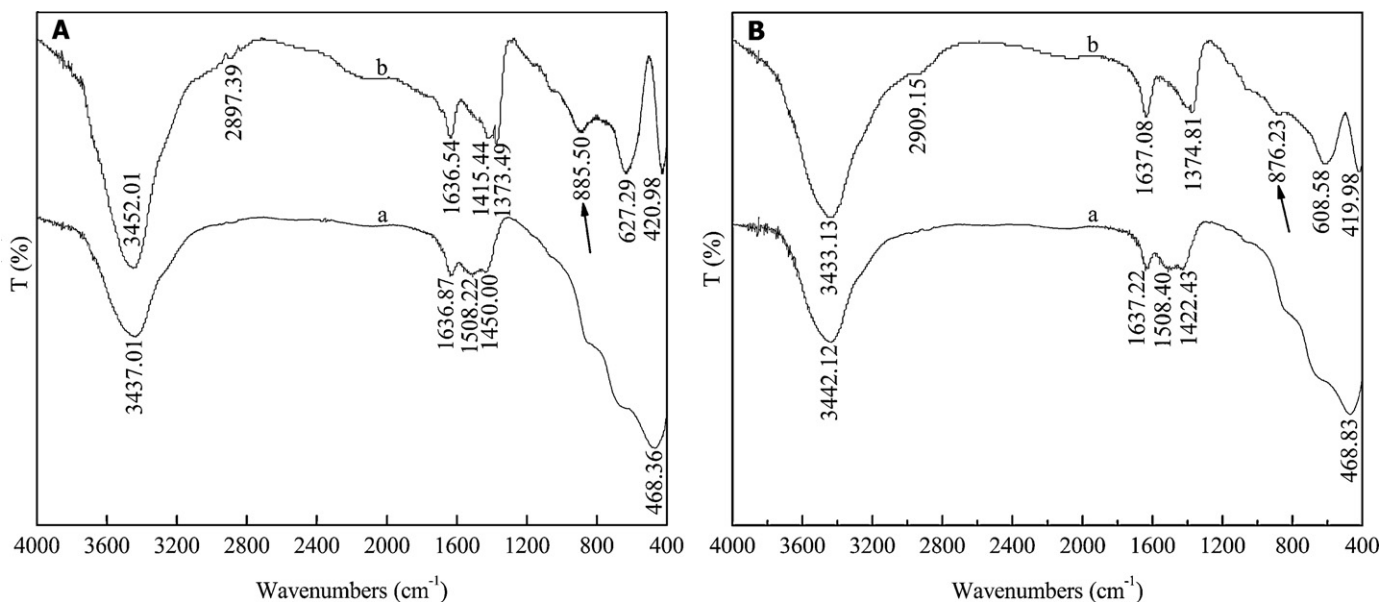 A
b
2897.39
3452.01
1636.54
1415.44
1373.49
885.50
627.29
420.98
a
3437.01
1636.87
1508.22
1450.00
468.36
T (%)
4000 3600 3200 2800 2400 2000 1600 1200 800 400
Wavenumbers (cm⁻¹)
B
b
2909.15
3433.13
1637.08
1374.81
876.23
608.58
419.98
a
3442.12
1637.22
1508.40
1422.43
468.83
T (%)
4000 3600 3200 2800 2400 2000 1600 1200 800 400
Wavenumbers (cm⁻¹)